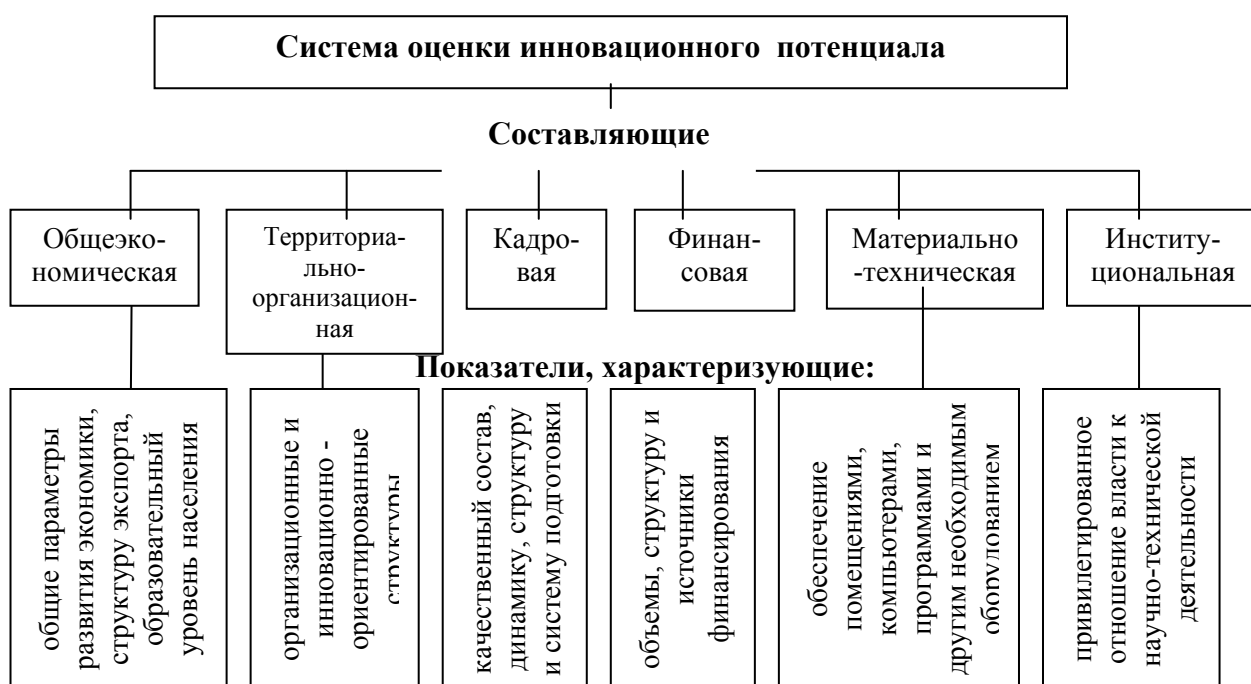 Система оценки инновационного потенциала
Составляющие
Общеэко-
номическая
Территориа-
льно-
организацион-
ная
Кадро-
вая
Финан-
совая
Материально
-техническая
Институ-
циональная
Показатели, характеризующие:
общие параметры
развития экономики,
структуру экспорта,
образовательный
уровень населения
организационные и
инновационно -
ориентированные
структуры
качественный состав,
динамику, структуру
и систему подготовки
объемы, структуру и
источники
финансирования
обеспечение
помещениями,
компьютерами,
программами и
другим необходимым
оборудованием
привилегированное
отношение власти к
научно-технической
деятельности